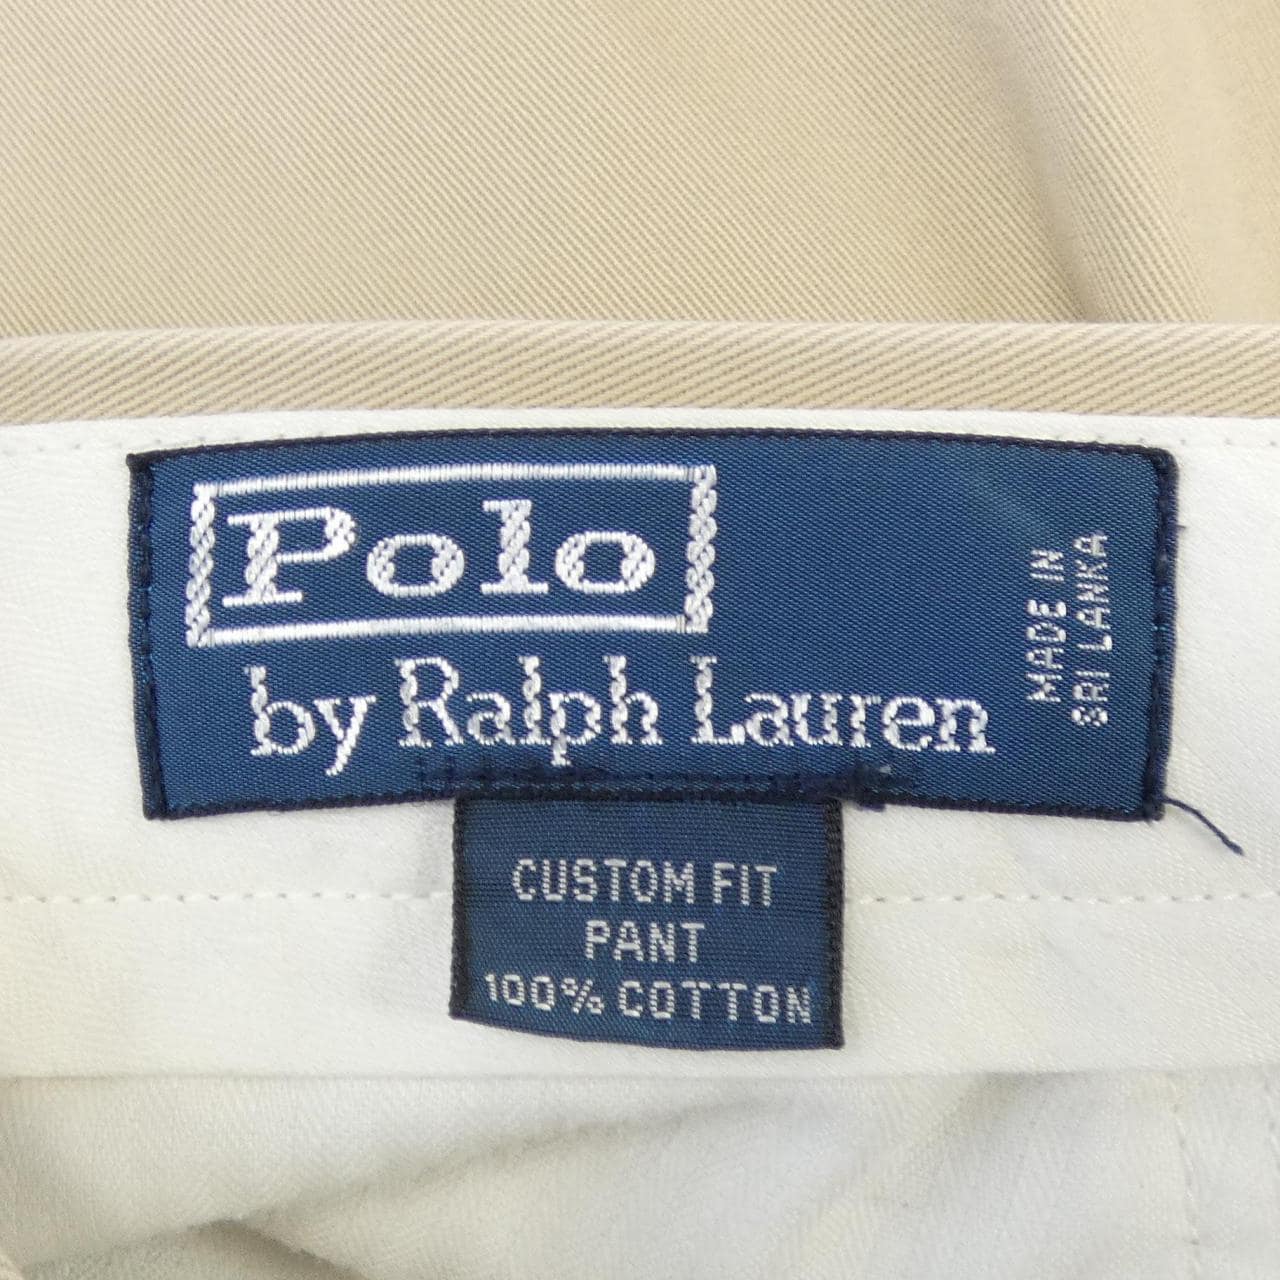 Polo
by Ralph Lauren
MADE IN
SRI LANKA
CUSTOM FIT
PANT
100% COTTON